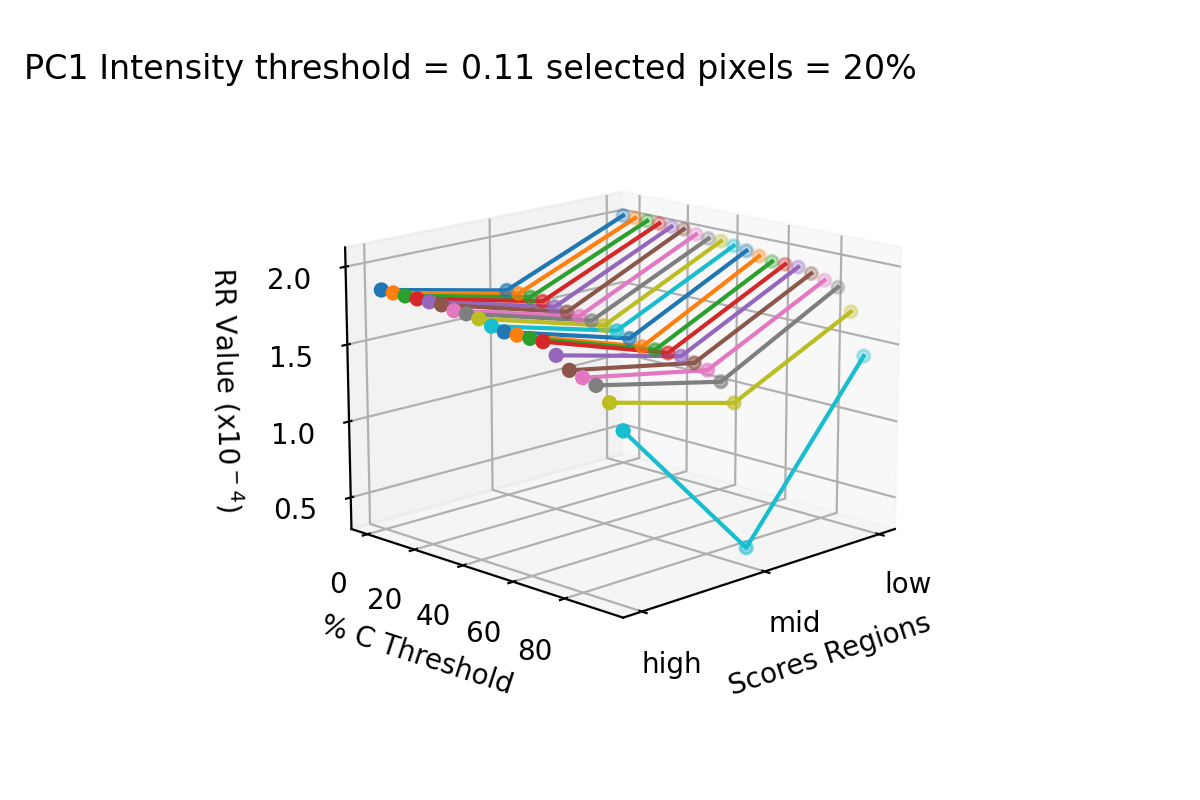 PC1 Intensity threshold = 0.11 selected pixels = 20%
RR Value (x10⁻⁴)
2.0
1.5
1.0
0.5
0
20
40
60
80
% C Threshold
high
mid
low
Scores Regions